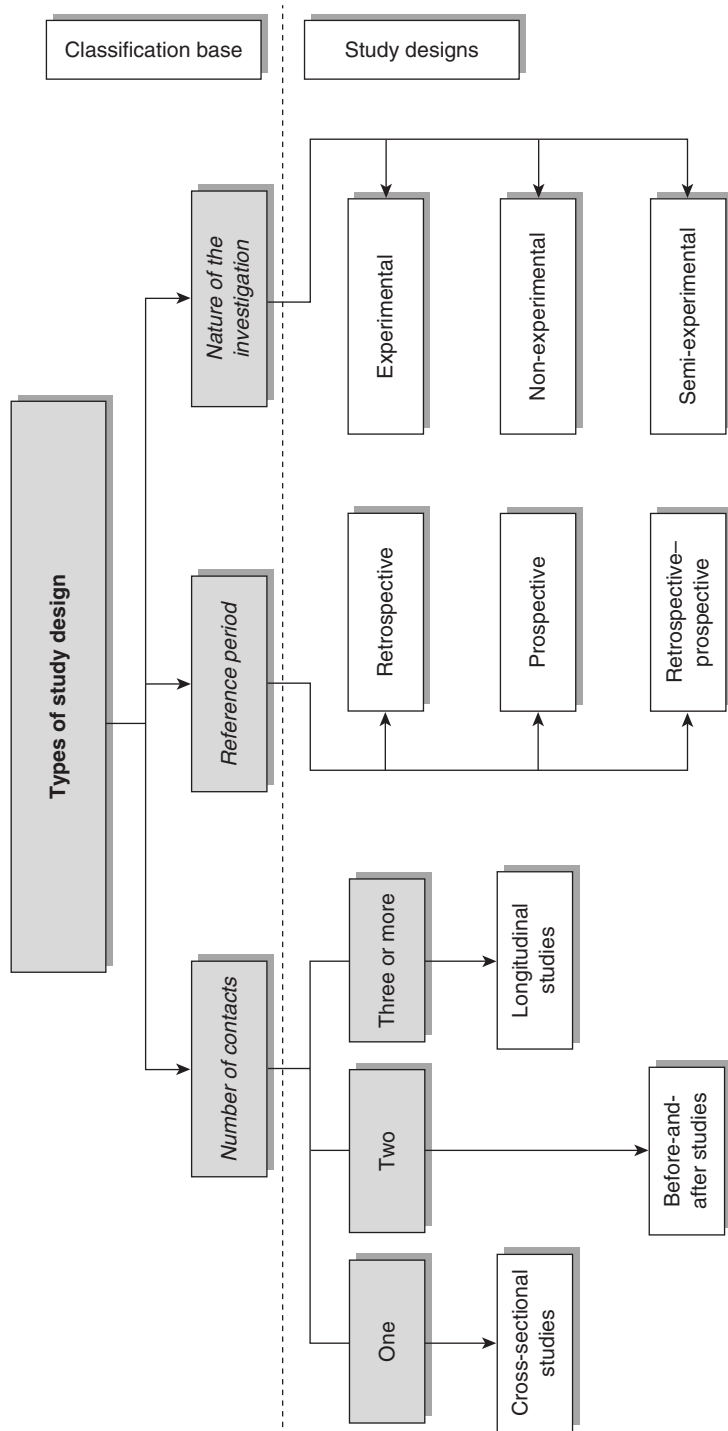 Types of study design
Classification base
Number of contacts
Reference period
Nature of the
investigation
Study designs
One
Two
Three or more
Cross-sectional
studies
Before-and-
after studies
Longitudinal
studies
Retrospective
Prospective
Retrospective–
prospective
Experimental
Non-experimental
Semi-experimental